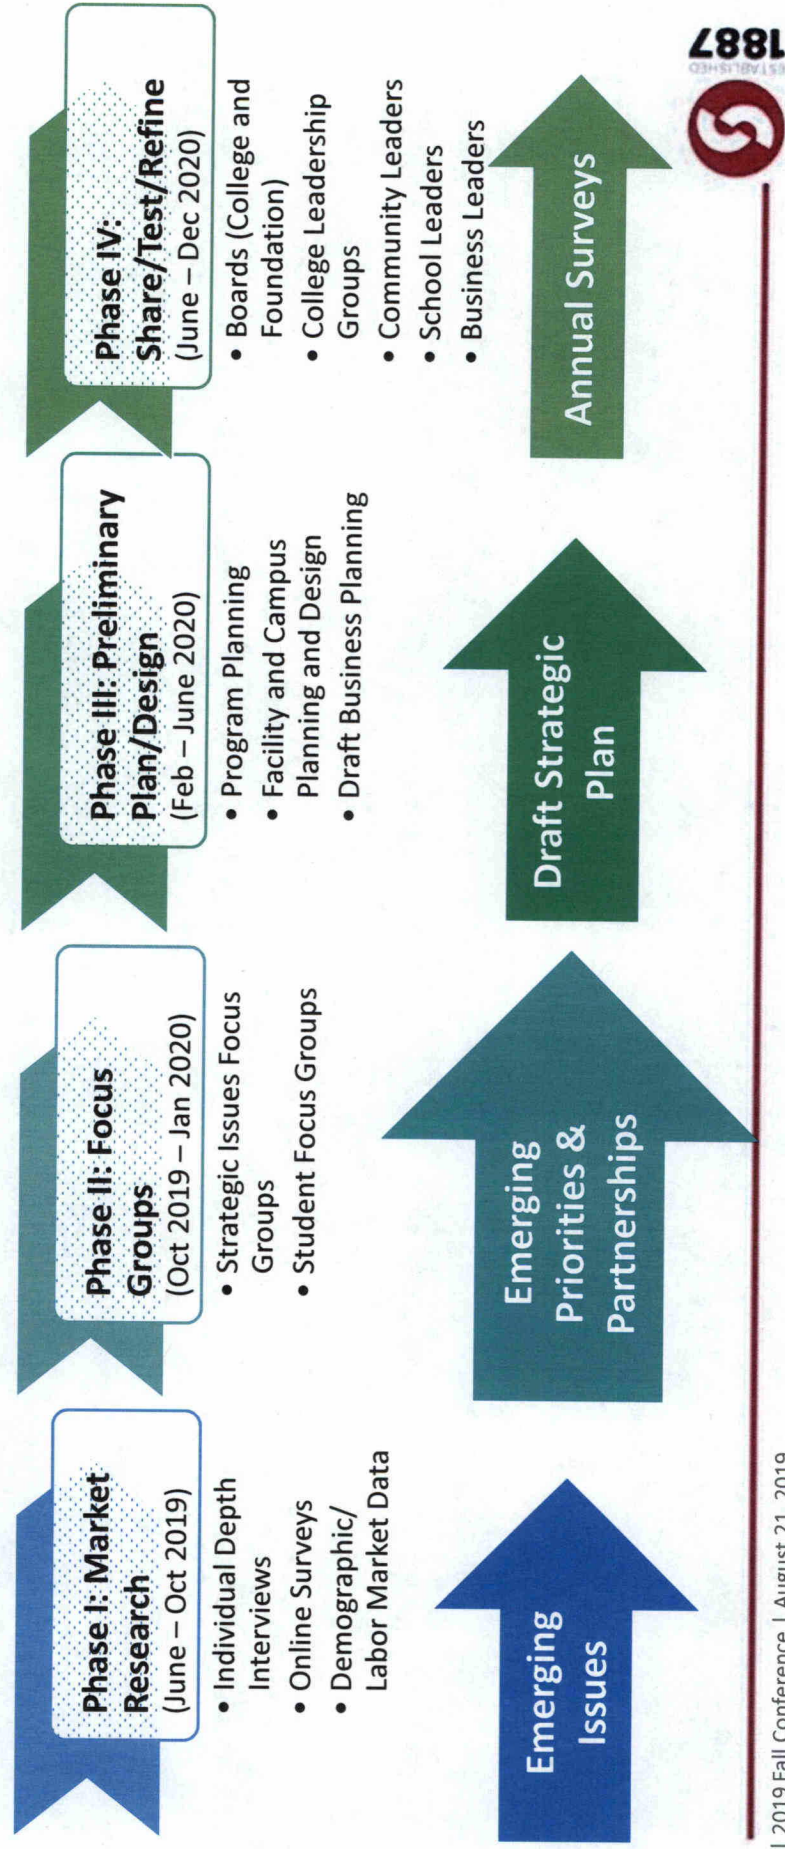 Phase I: Market
Research
(June – Oct 2019)
• Individual Depth
Interviews
• Online Surveys
• Demographic/
Labor Market Data
Emerging
Issues
Phase II: Focus
Groups
(Oct 2019 – Jan 2020)
• Strategic Issues Focus
Groups
• Student Focus Groups
Emerging
Priorities &
Partnerships
Phase III: Preliminary
Plan/Design
(Feb – June 2020)
• Program Planning
• Facility and Campus
Planning and Design
• Draft Business Planning
Draft Strategic
Plan
Phase IV:
Share/Test/Refine
(June – Dec 2020)
• Boards (College and
Foundation)
• College Leadership
Groups
• Community Leaders
• School Leaders
• Business Leaders
Annual Surveys
| 2019 Fall Conference | August 21, 2019
ESTABLISHED
1887